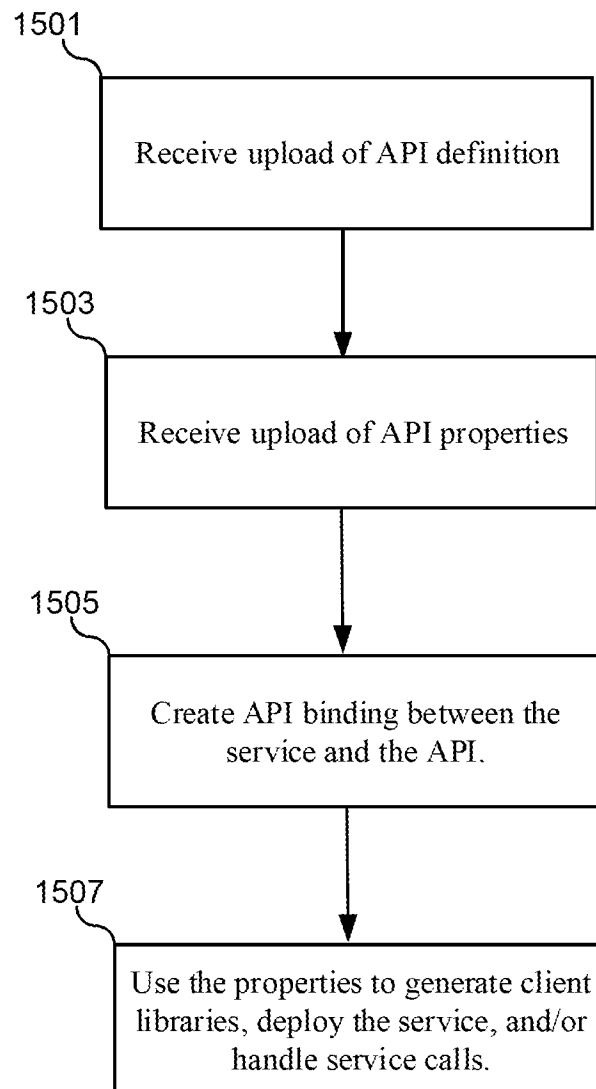 1501
Receive upload of API definition
1503
Receive upload of API properties
1505
Create API binding between the
service and the API.
1507
Use the properties to generate client
libraries, deploy the service, and/or
handle service calls.